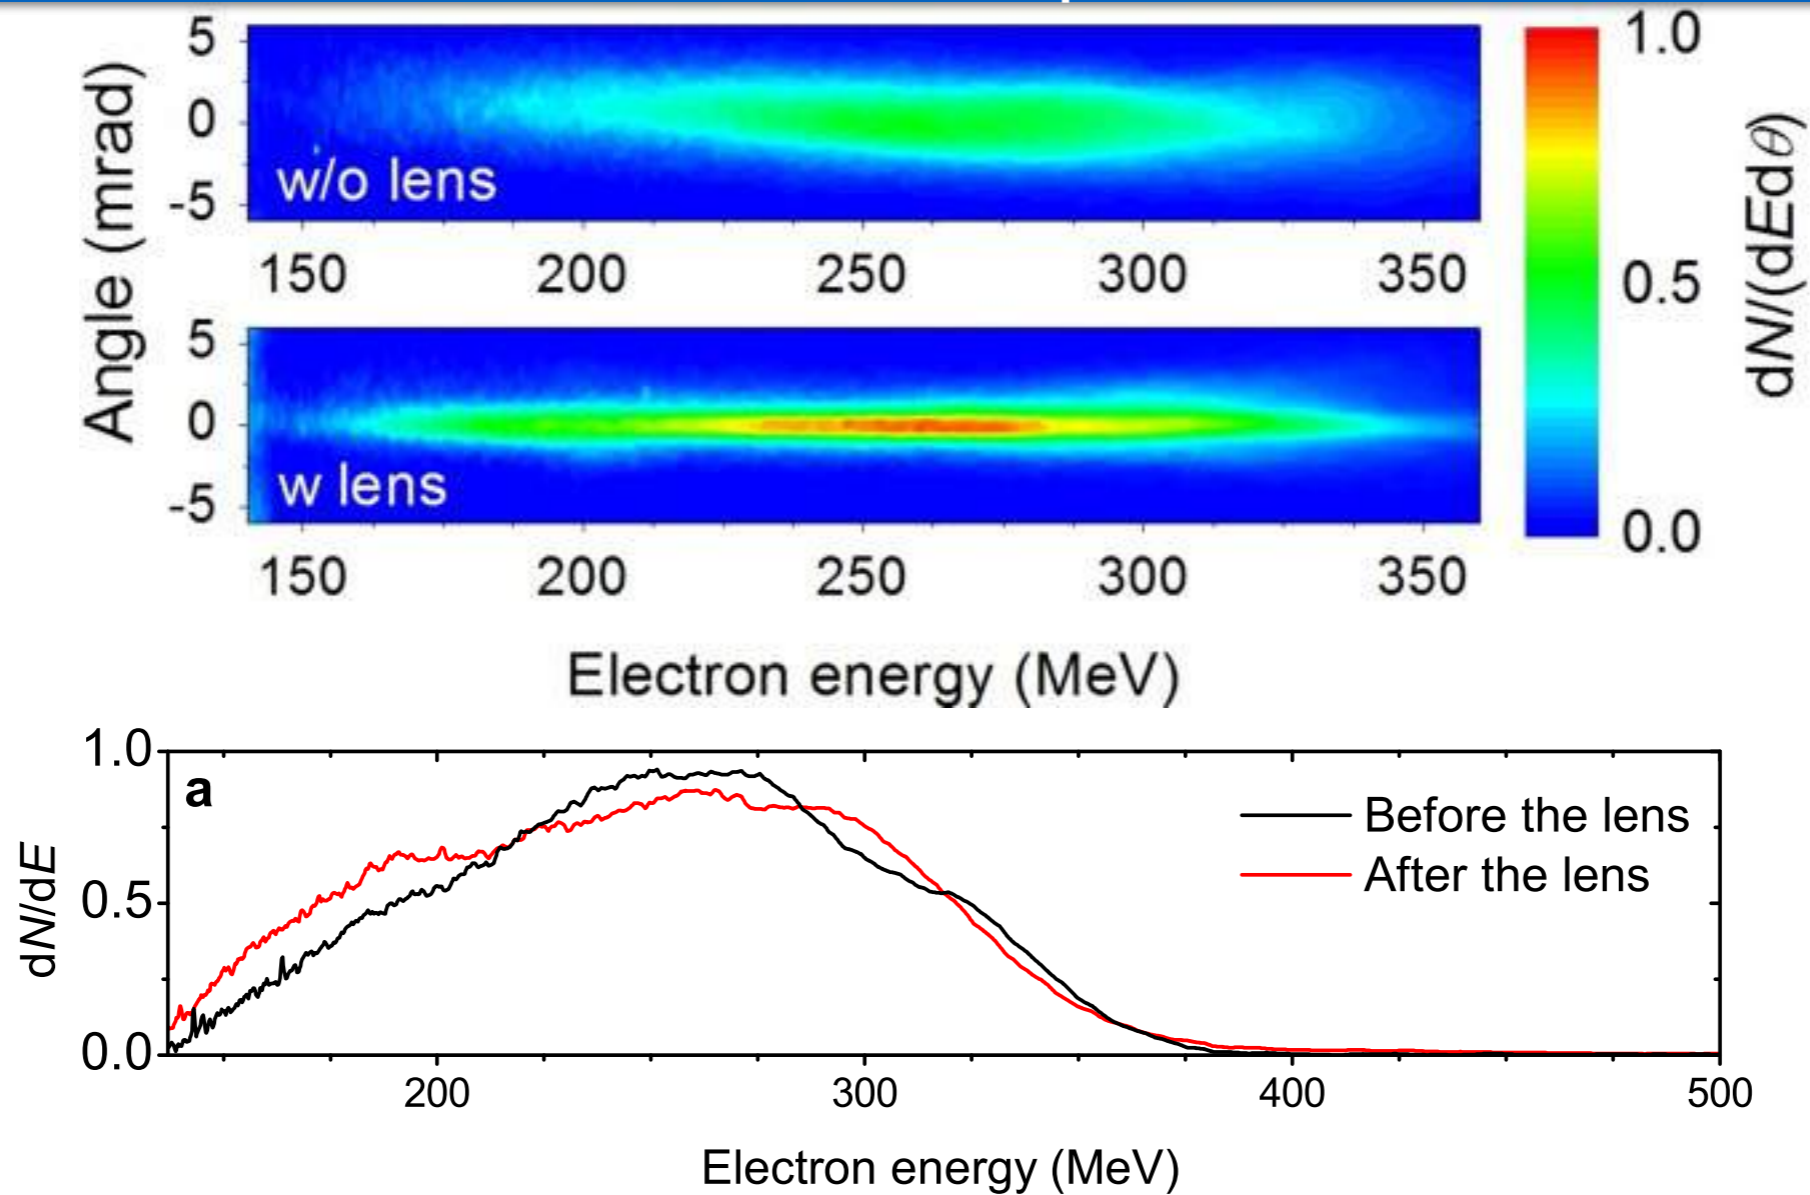 5
0
-5
w/o lens
150 200 250 300 350
Angle (mrad)
5
0
-5
w lens
150 200 250 300 350
Electron energy (MeV)
1.0
0.5
0.0
dN/(dEdθ)
1.0
0.5
0.0
dN/dE
a
Before the lens
After the lens
200 300 400 500
Electron energy (MeV)